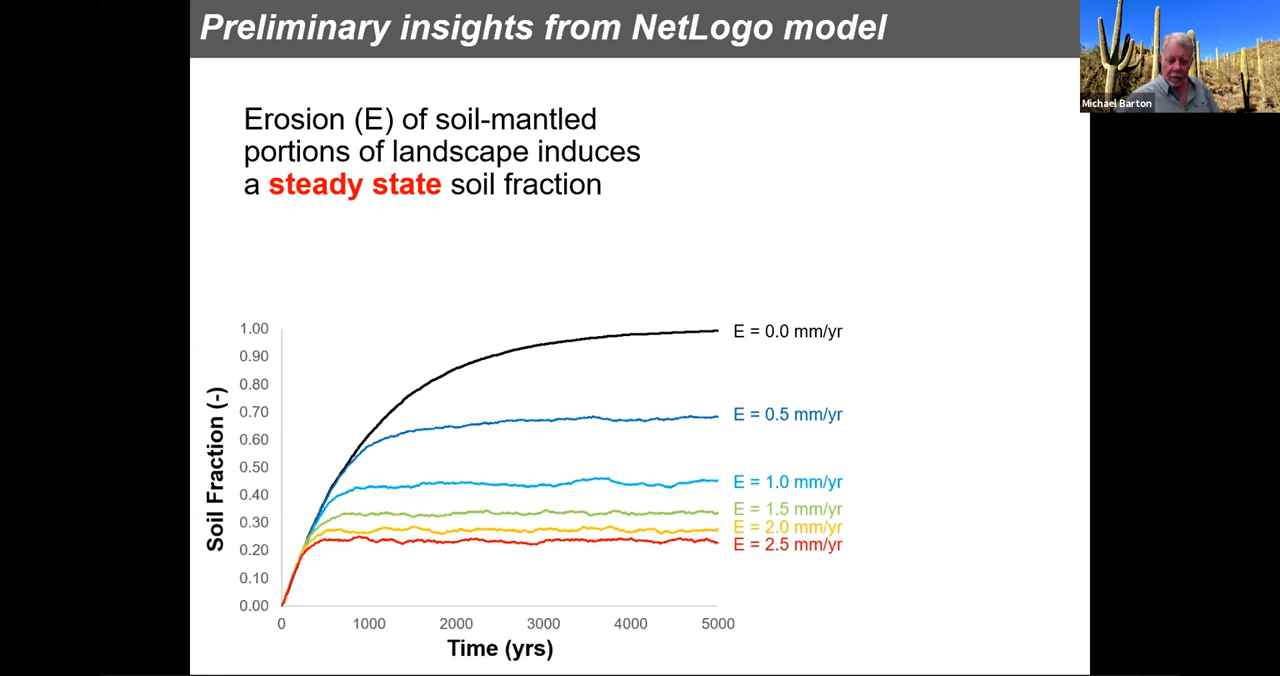 Preliminary insights from NetLogo model
Michael Barton
Erosion (E) of soil-mantled
portions of landscape induces
a steady state soil fraction
1.00
0.90
0.80
0.70
0.60
0.50
0.40
0.30
0.20
0.10
0.00
Soil Fraction (-)
E = 0.0 mm/yr
E = 0.5 mm/yr
E = 1.0 mm/yr
E = 1.5 mm/yr
E = 2.0 mm/yr
E = 2.5 mm/yr
0 1000 2000 3000 4000 5000
Time (yrs)